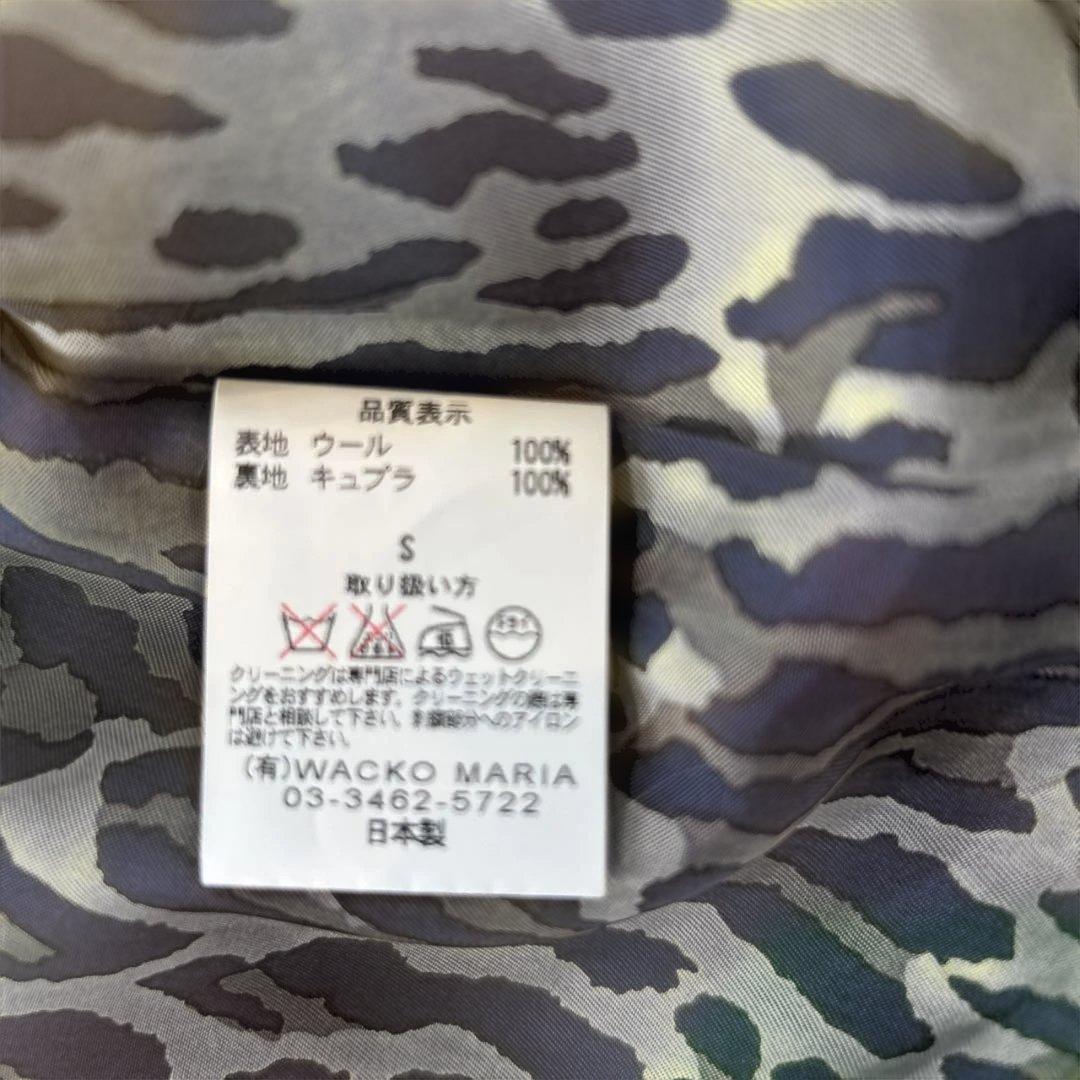 品質表示
表地 ウール 100%
裏地 キュプラ 100%
S
取り扱い方
低
ドライ
クリーニングは専門店によるウェットクリーニ
ングをおすすめします。クリーニングの際は専
門店と相談して下さい。刺繍部分へのアイロン
は避けて下さい。
(有)WACKO MARIA
03-3462-5722
日本製